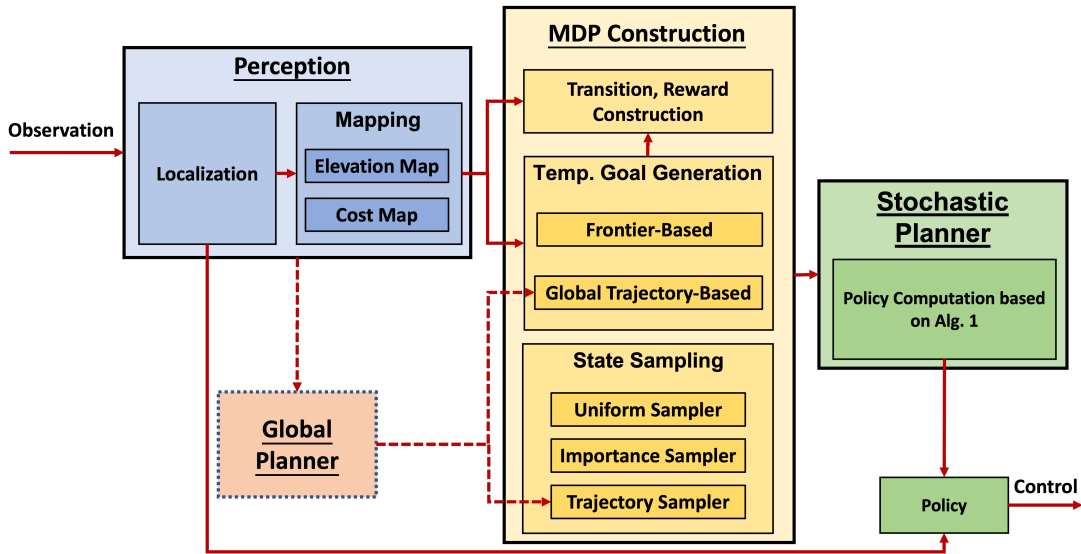 Observation
Perception
Localization
Mapping
Elevation Map
Cost Map
Global
Planner
MDP Construction
Transition, Reward
Construction
Temp. Goal Generation
Frontier-Based
Global Trajectory-Based
State Sampling
Uniform Sampler
Importance Sampler
Trajectory Sampler
Stochastic
Planner
Policy Computation based
on Alg. 1
Policy
Control